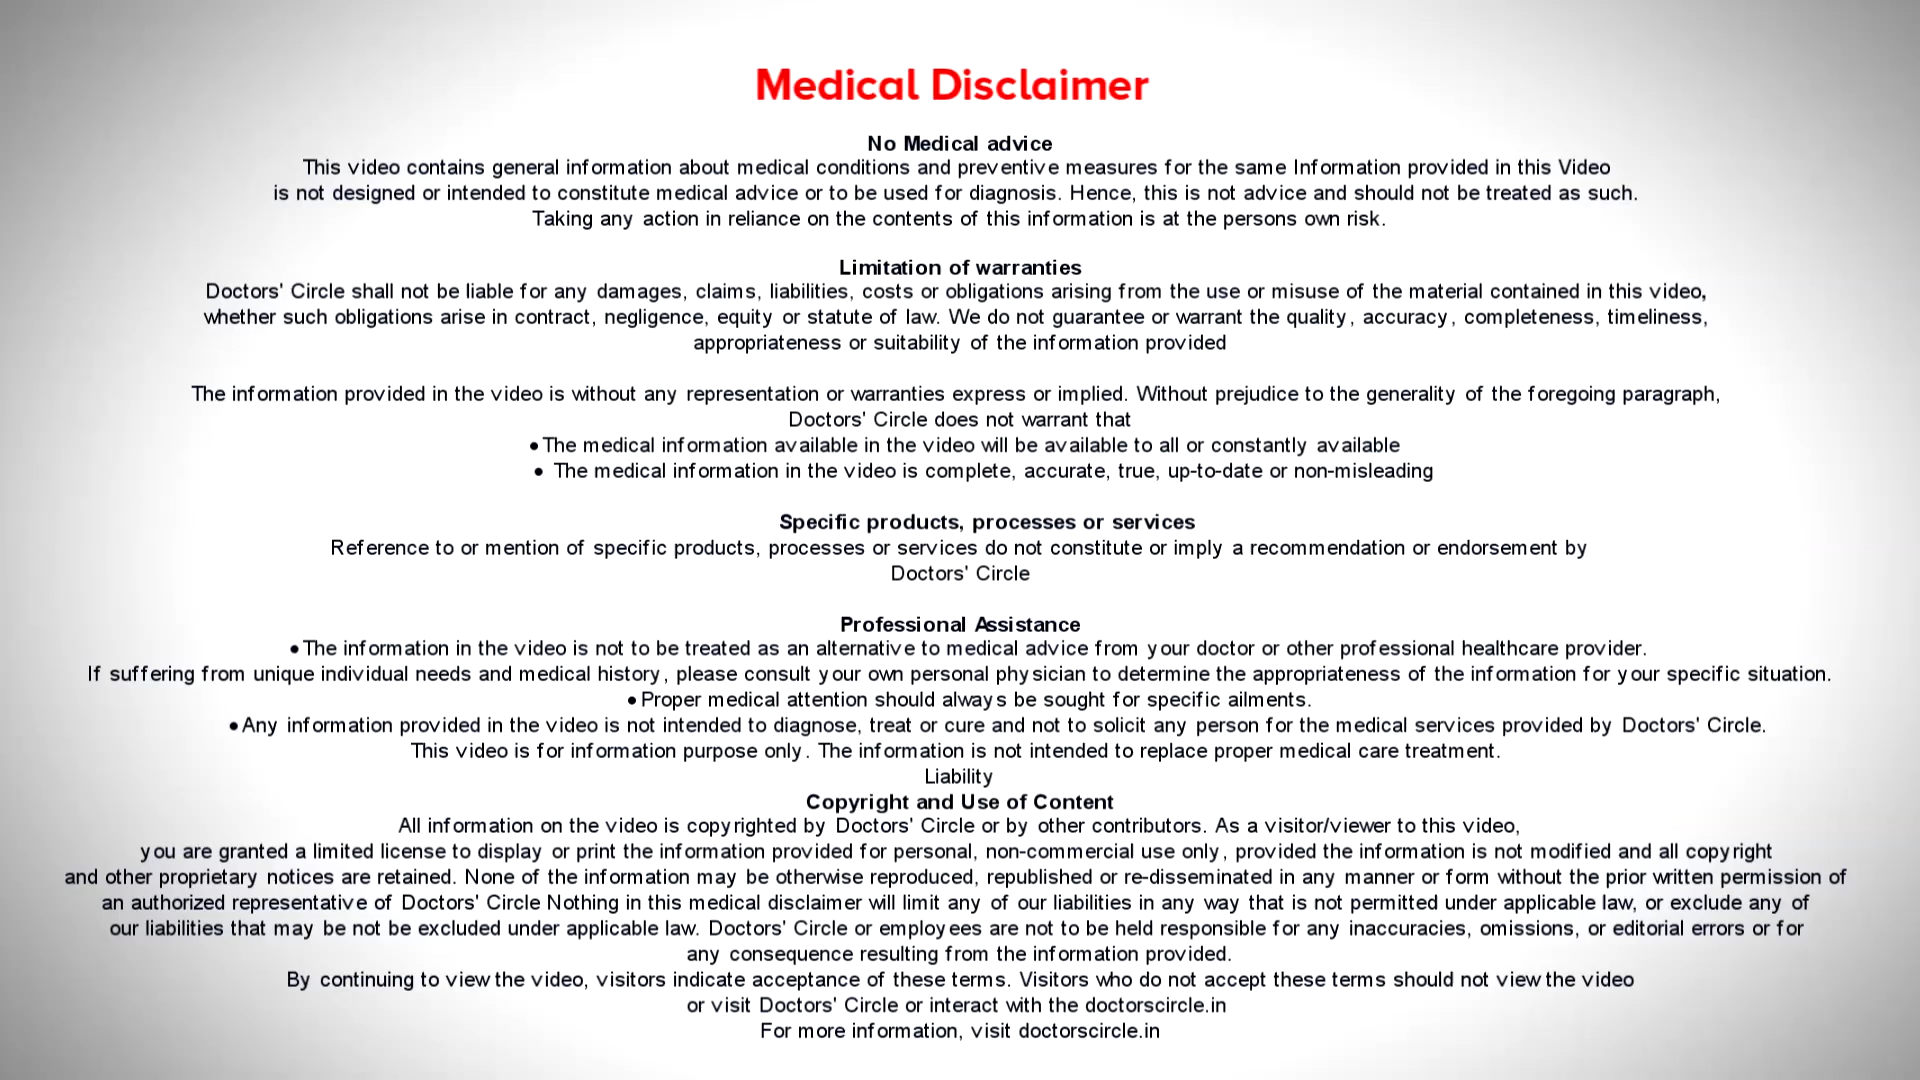 Medical Disclaimer
No Medical advice
This video contains general information about medical conditions and preventive measures for the same Information provided in this Video
is not designed or intended to constitute medical advice or to be used for diagnosis. Hence, this is not advice and should not be treated as such.
Taking any action in reliance on the contents of this information is at the persons own risk.
Limitation of warranties
Doctors' Circle shall not be liable for any damages, claims, liabilities, costs or obligations arising from the use or misuse of the material contained in this video,
whether such obligations arise in contract, negligence, equity or statute of law. We do not guarantee or warrant the quality, accuracy, completeness, timeliness,
appropriateness or suitability of the information provided
The information provided in the video is without any representation or warranties express or implied. Without prejudice to the generality of the foregoing paragraph,
Doctors' Circle does not warrant that
• The medical information available in the video will be available to all or constantly available
• The medical information in the video is complete, accurate, true, up-to-date or non-misleading
Specific products, processes or services
Reference to or mention of specific products, processes or services do not constitute or imply a recommendation or endorsement by
Doctors' Circle
Professional Assistance
• The information in the video is not to be treated as an alternative to medical advice from your doctor or other professional healthcare provider.
If suffering from unique individual needs and medical history, please consult your own personal physician to determine the appropriateness of the information for your specific situation.
• Proper medical attention should always be sought for specific ailments.
• Any information provided in the video is not intended to diagnose, treat or cure and not to solicit any person for the medical services provided by Doctors' Circle.
This video is for information purpose only. The information is not intended to replace proper medical care treatment.
Liability
Copyright and Use of Content
All information on the video is copyrighted by Doctors' Circle or by other contributors. As a visitor/viewer to this video,
you are granted a limited license to display or print the information provided for personal, non-commercial use only, provided the information is not modified and all copyright
and other proprietary notices are retained. None of the information may be otherwise reproduced, republished or re-disseminated in any manner or form without the prior written permission of
an authorized representative of Doctors' Circle Nothing in this medical disclaimer will limit any of our liabilities in any way that is not permitted under applicable law, or exclude any of
our liabilities that may be not be excluded under applicable law. Doctors' Circle or employees are not to be held responsible for any inaccuracies, omissions, or editorial errors or for
any consequence resulting from the information provided.
By continuing to view the video, visitors indicate acceptance of these terms. Visitors who do not accept these terms should not view the video
or visit Doctors' Circle or interact with the doctorscircle.in
For more information, visit doctorscircle.in